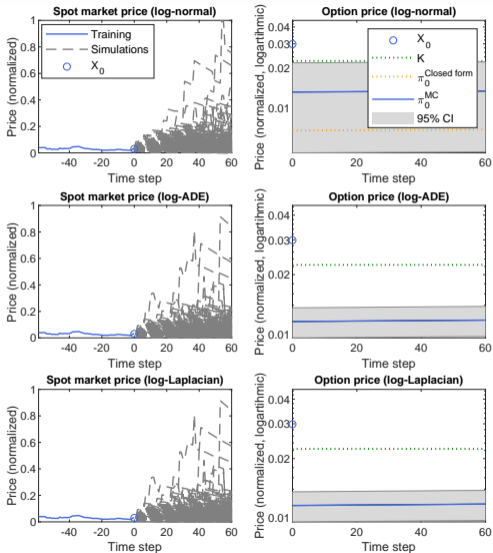 Spot market price (log-normal)
Price (normalized)
1
0.8
0.6
0.4
0.2
0
-40 -20 0 20 40 60
Time step
Training
Simulations
X0
Option price (log-normal)
Price (normalized, logartihmic)
0.04
0.03
0.02
0.01
0 20 40 60
Time step
X0
K
π0Closed form
π0MC
95% CI
Spot market price (log-ADE)
Price (normalized)
1
0.8
0.6
0.4
0.2
0
-40 -20 0 20 40 60
Time step
Option price (log-ADE)
Price (normalized, logartihmic)
0.04
0.03
0.02
0.01
0 20 40 60
Time step
Spot market price (log-Laplacian)
Price (normalized)
1
0.8
0.6
0.4
0.2
0
-40 -20 0 20 40 60
Time step
Option price (log-Laplacian)
Price (normalized, logartihmic)
0.04
0.03
0.02
0.01
0 20 40 60
Time step